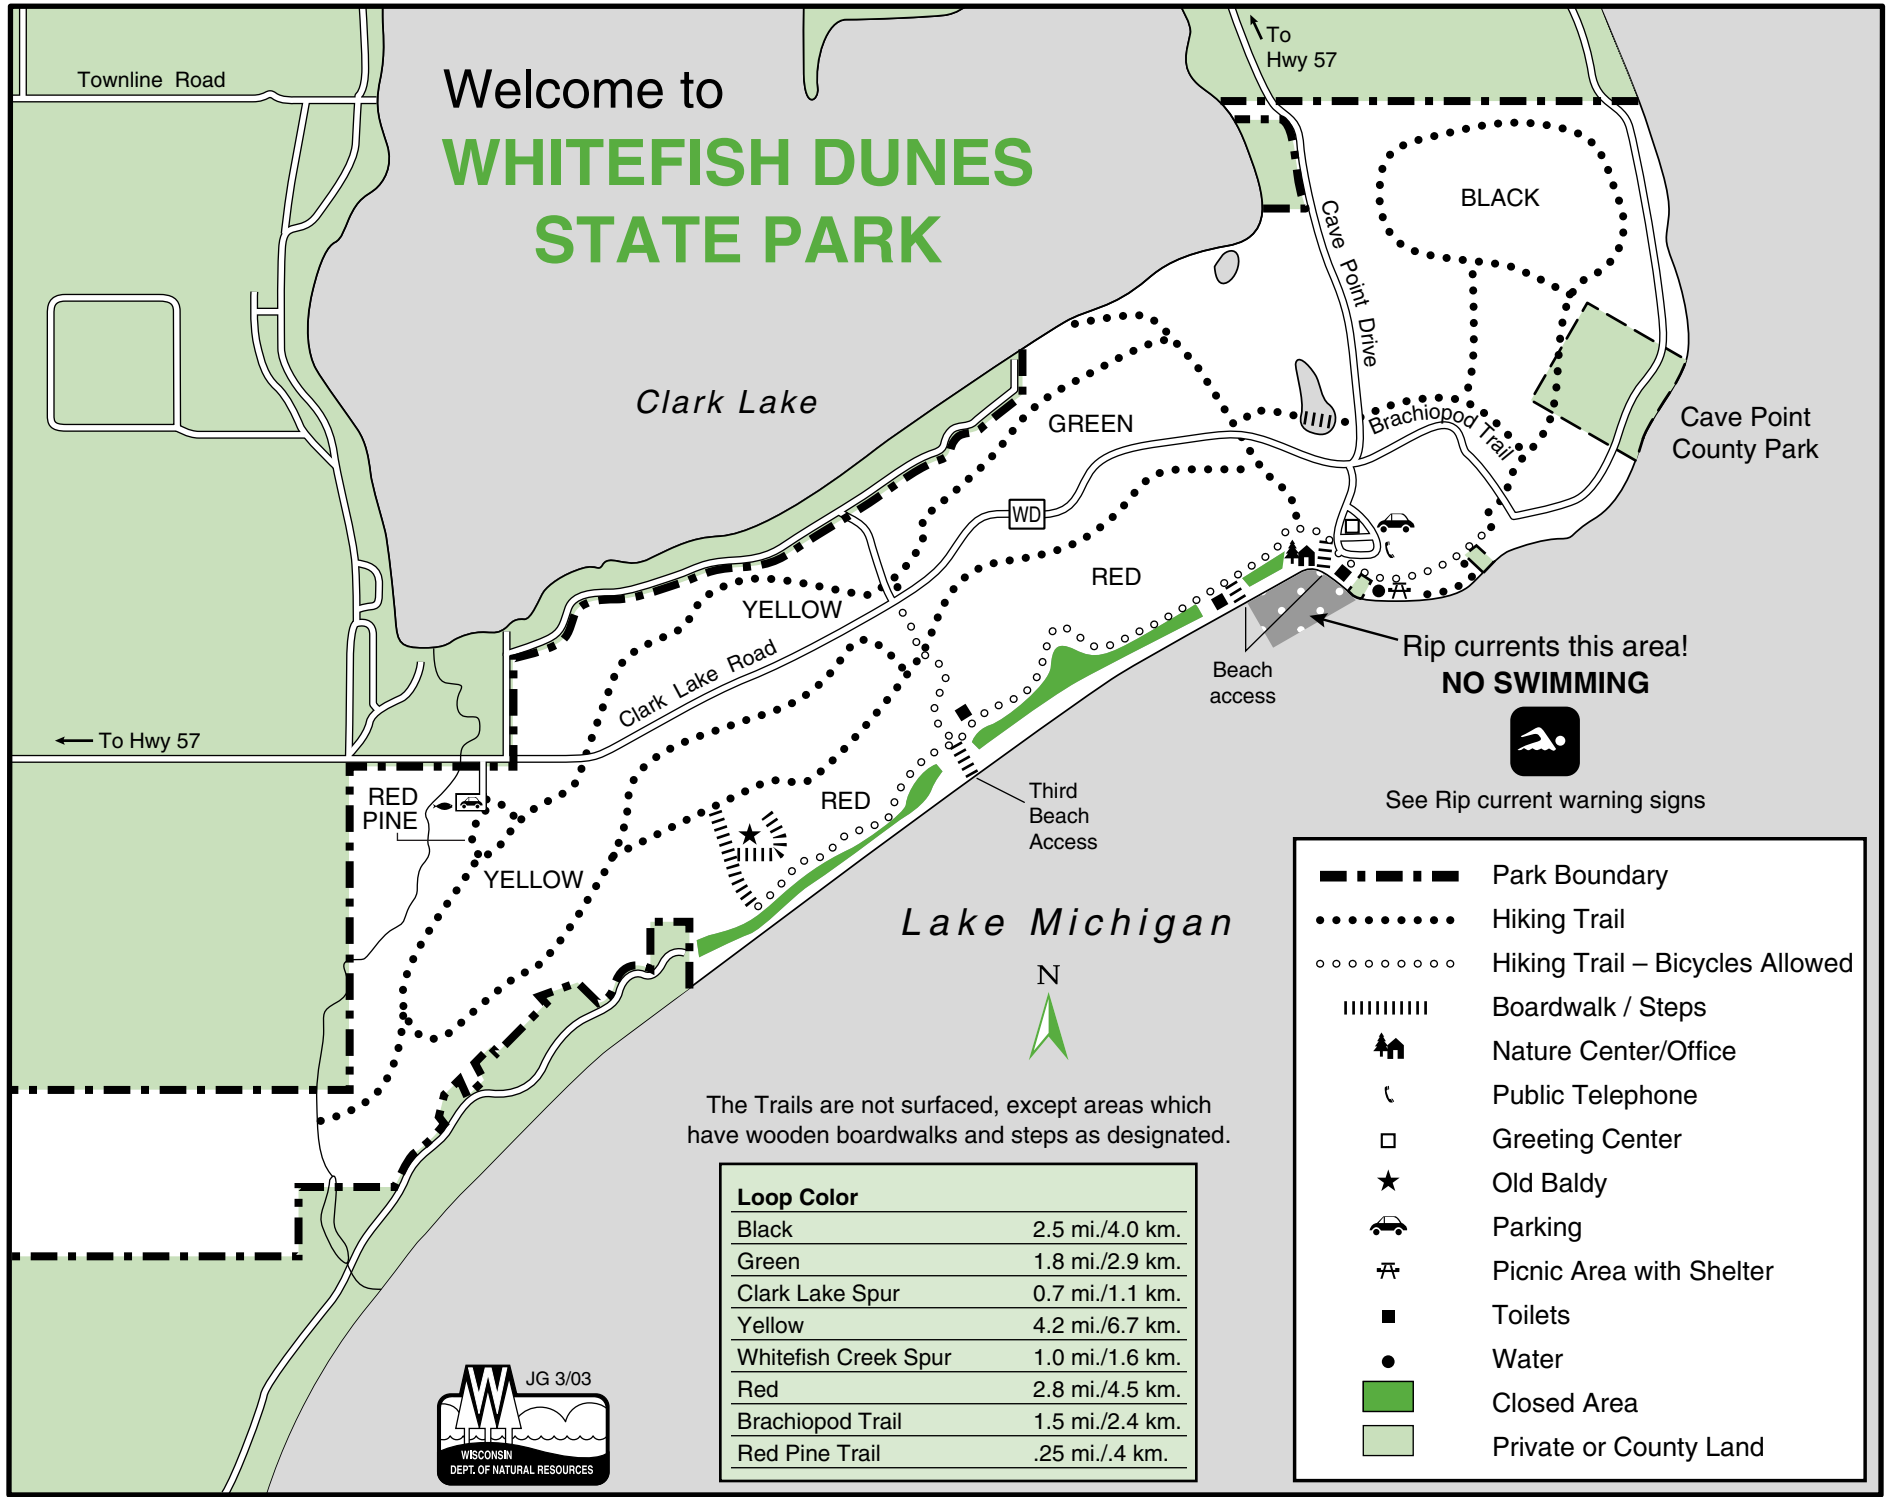 Welcome to
WHITEFISH DUNES
STATE PARK
Townline Road
To
Hwy 57
BLACK
Cave Point Drive
Clark Lake
GREEN
Brachiopod Trail
Cave Point
County Park
WD
RED
YELLOW
Clark Lake Road
Beach
access
Rip currents this area!
NO SWIMMING
See Rip current warning signs
To Hwy 57
RED
PINE
RED
Third
Beach
Access
YELLOW
Lake Michigan
N
The Trails are not surfaced, except areas which
have wooden boardwalks and steps as designated.
Loop Color
Black 2.5 mi./4.0 km.
Green 1.8 mi./2.9 km.
Clark Lake Spur 0.7 mi./1.1 km.
Yellow 4.2 mi./6.7 km.
Whitefish Creek Spur 1.0 mi./1.6 km.
Red 2.8 mi./4.5 km.
Brachiopod Trail 1.5 mi./2.4 km.
Red Pine Trail .25 mi./.4 km.
Park Boundary
Hiking Trail
Hiking Trail – Bicycles Allowed
Boardwalk / Steps
Nature Center/Office
Public Telephone
Greeting Center
Old Baldy
Parking
Picnic Area with Shelter
Toilets
Water
Closed Area
Private or County Land
JG 3/03
W
WISCONSIN
DEPT. OF NATURAL RESOURCES